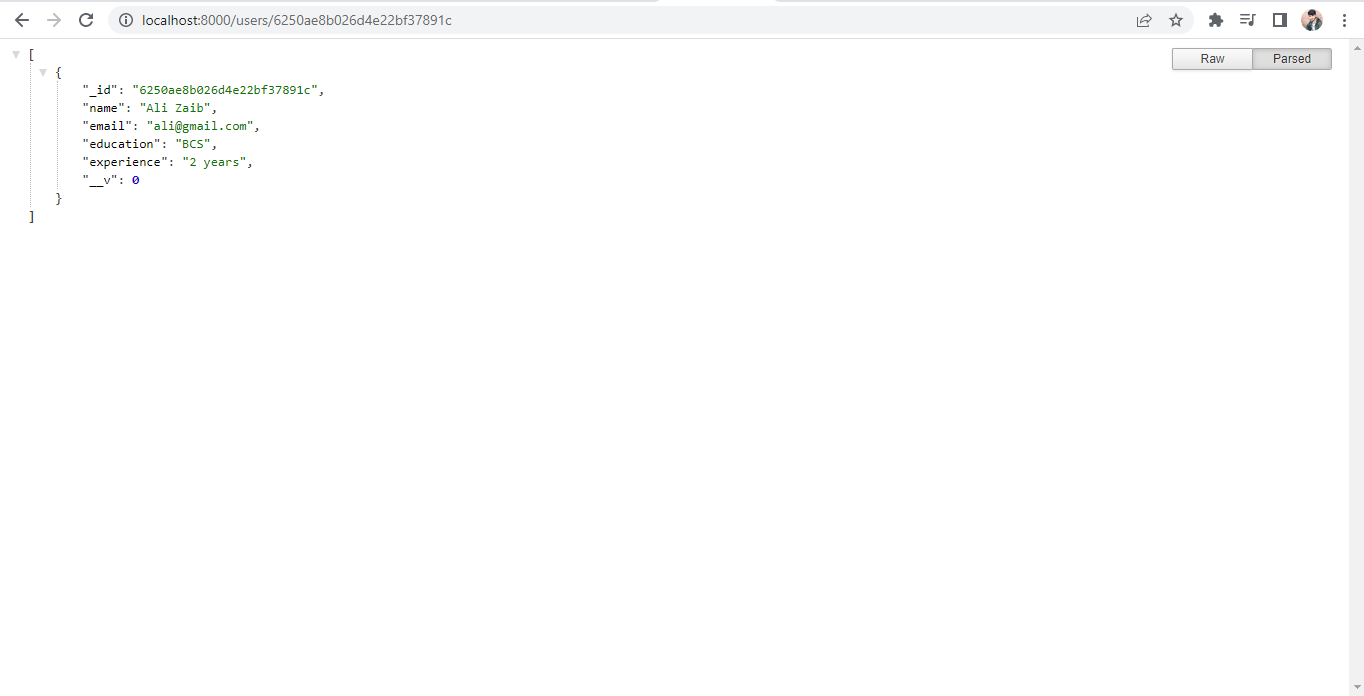 localhost:8000/users/6250ae8b026d4e22bf37891c
Raw Parsed
[
{
"_id": "6250ae8b026d4e22bf37891c",
"name": "Ali Zaib",
"email": "ali@gmail.com",
"education": "BCS",
"experience": "2 years",
"__v": 0
}
]